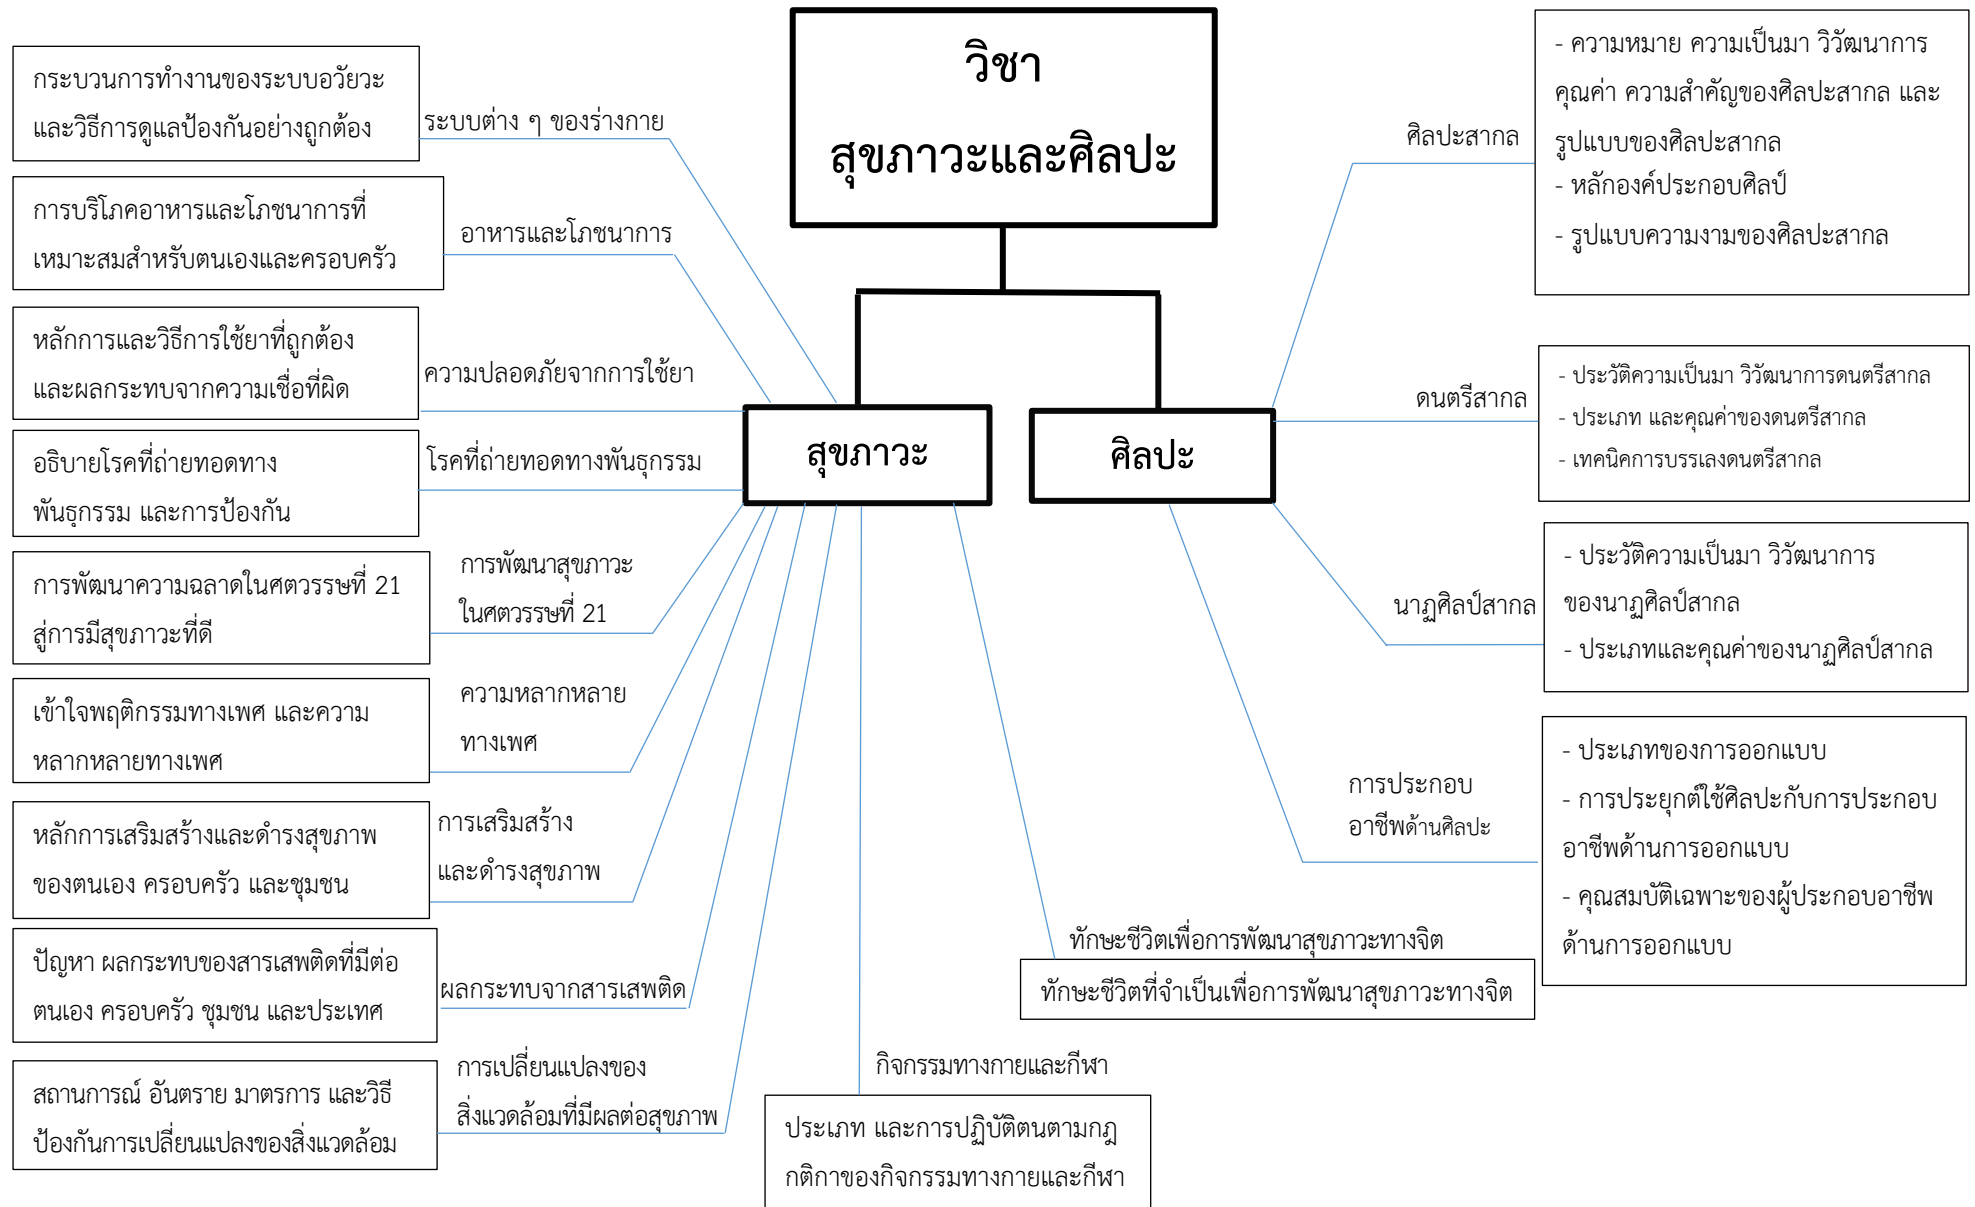 วิชา
สุขภาวะและศิลปะ
สุขภาวะ
ศิลปะ
กระบวนการทำงานของระบบอวัยวะ
และวิธีการดูแลป้องกันอย่างถูกต้อง
ระบบต่าง ๆ ของร่างกาย
การบริโภคอาหารและโภชนาการที่
เหมาะสมสำหรับตนเองและครอบครัว
อาหารและโภชนาการ
หลักการและวิธีการใช้ยาที่ถูกต้อง
และผลกระทบจากความเชื่อที่ผิด
ความปลอดภัยจากการใช้ยา
อธิบายโรคที่ถ่ายทอดทาง
พันธุกรรม และการป้องกัน
โรคที่ถ่ายทอดทางพันธุกรรม
การพัฒนาความฉลาดในศตวรรษที่ 21
สู่การมีสุขภาวะที่ดี
การพัฒนาสุขภาวะ
ในศตวรรษที่ 21
เข้าใจพฤติกรรมทางเพศ และความ
หลากหลายทางเพศ
ความหลากหลาย
ทางเพศ
หลักการเสริมสร้างและดำรงสุขภาพ
ของตนเอง ครอบครัว และชุมชน
การเสริมสร้าง
และดำรงสุขภาพ
ปัญหา ผลกระทบของสารเสพติดที่มีต่อ
ตนเอง ครอบครัว ชุมชน และประเทศ
ผลกระทบจากสารเสพติด
สถานการณ์ อันตราย มาตรการ และวิธี
ป้องกันการเปลี่ยนแปลงของสิ่งแวดล้อม
การเปลี่ยนแปลงของ
สิ่งแวดล้อมที่มีผลต่อสุขภาพ
กิจกรรมทางกายและกีฬา
ประเภท และการปฏิบัติตนตามกฎ
กติกาของกิจกรรมทางกายและกีฬา
ทักษะชีวิตเพื่อการพัฒนาสุขภาวะทางจิต
ทักษะชีวิตที่จำเป็นเพื่อการพัฒนาสุขภาวะทางจิต
ศิลปะสากล
- ความหมาย ความเป็นมา วิวัฒนาการ
คุณค่า ความสำคัญของศิลปะสากล และ
รูปแบบของศิลปะสากล
- หลักองค์ประกอบศิลป์
- รูปแบบความงามของศิลปะสากล
ดนตรีสากล
- ประวัติความเป็นมา วิวัฒนาการดนตรีสากล
- ประเภท และคุณค่าของดนตรีสากล
- เทคนิคการบรรเลงดนตรีสากล
นาฏศิลป์สากล
- ประวัติความเป็นมา วิวัฒนาการ
ของนาฏศิลป์สากล
- ประเภทและคุณค่าของนาฏศิลป์สากล
การประกอบ
อาชีพด้านศิลปะ
- ประเภทของการออกแบบ
- การประยุกต์ใช้ศิลปะกับการประกอบ
อาชีพด้านการออกแบบ
- คุณสมบัติเฉพาะของผู้ประกอบอาชีพ
ด้านการออกแบบ